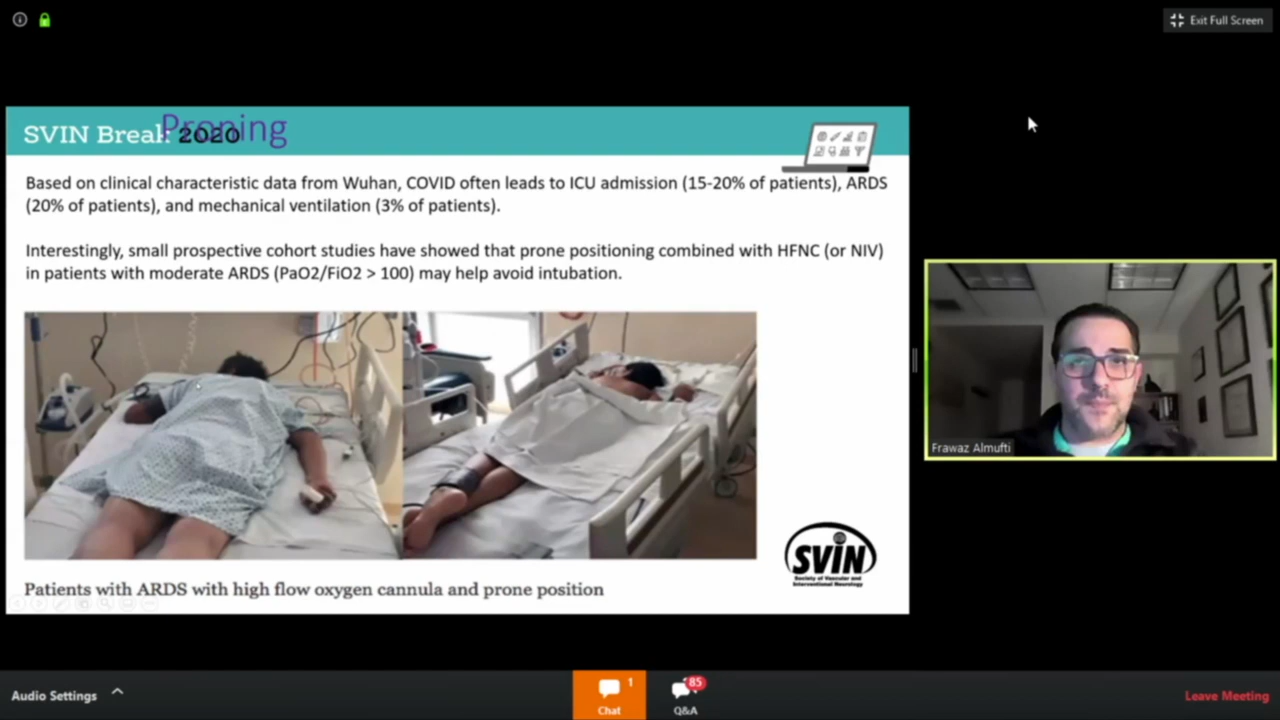 Exit Full Screen
SVIN Break 2020
Proning
Based on clinical characteristic data from Wuhan, COVID often leads to ICU admission (15-20% of patients), ARDS
(20% of patients), and mechanical ventilation (3% of patients).
Interestingly, small prospective cohort studies have showed that prone positioning combined with HFNC (or NIV)
in patients with moderate ARDS (PaO2/FiO2 > 100) may help avoid intubation.
Patients with ARDS with high flow oxygen cannula and prone position
SVIN
Society of Vascular and
Interventional Neurology
Frawaz Almufti
Audio Settings
1
Chat
85
Q&A
Leave Meeting